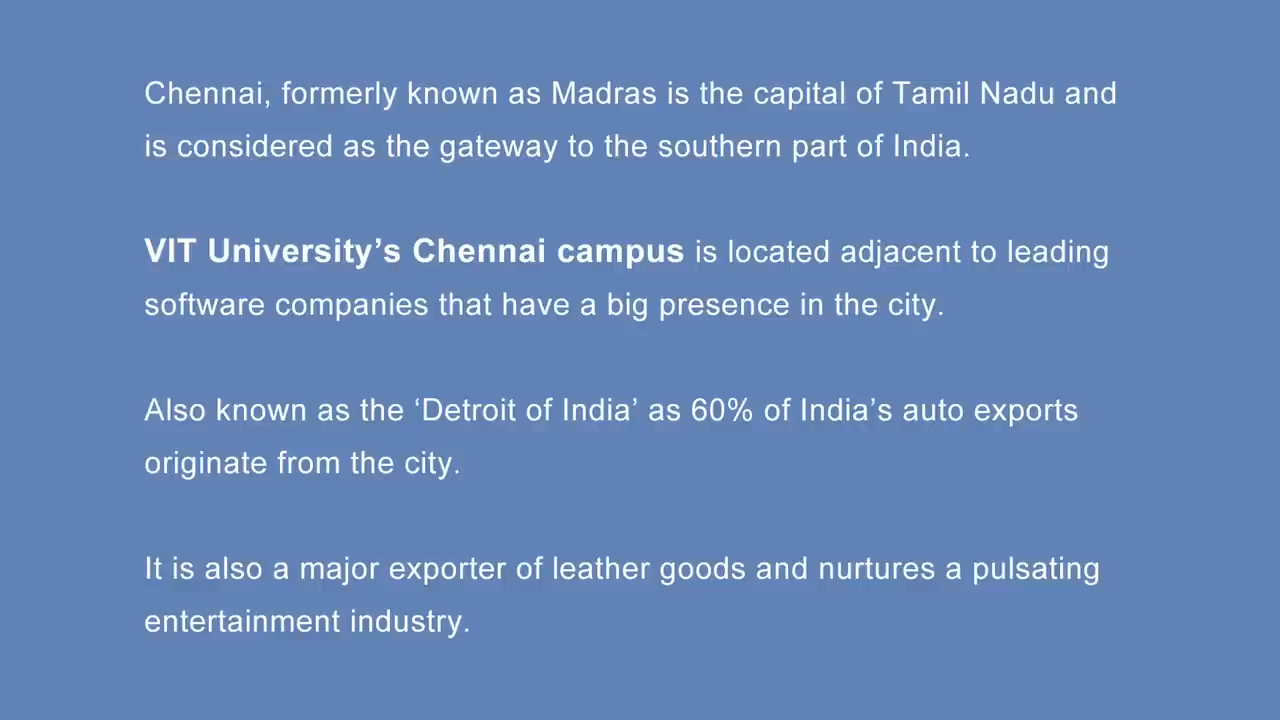 Chennai, formerly known as Madras is the capital of Tamil Nadu and
is considered as the gateway to the southern part of India.
VIT University’s Chennai campus is located adjacent to leading
software companies that have a big presence in the city.
Also known as the ‘Detroit of India’ as 60% of India’s auto exports
originate from the city.
It is also a major exporter of leather goods and nurtures a pulsating
entertainment industry.